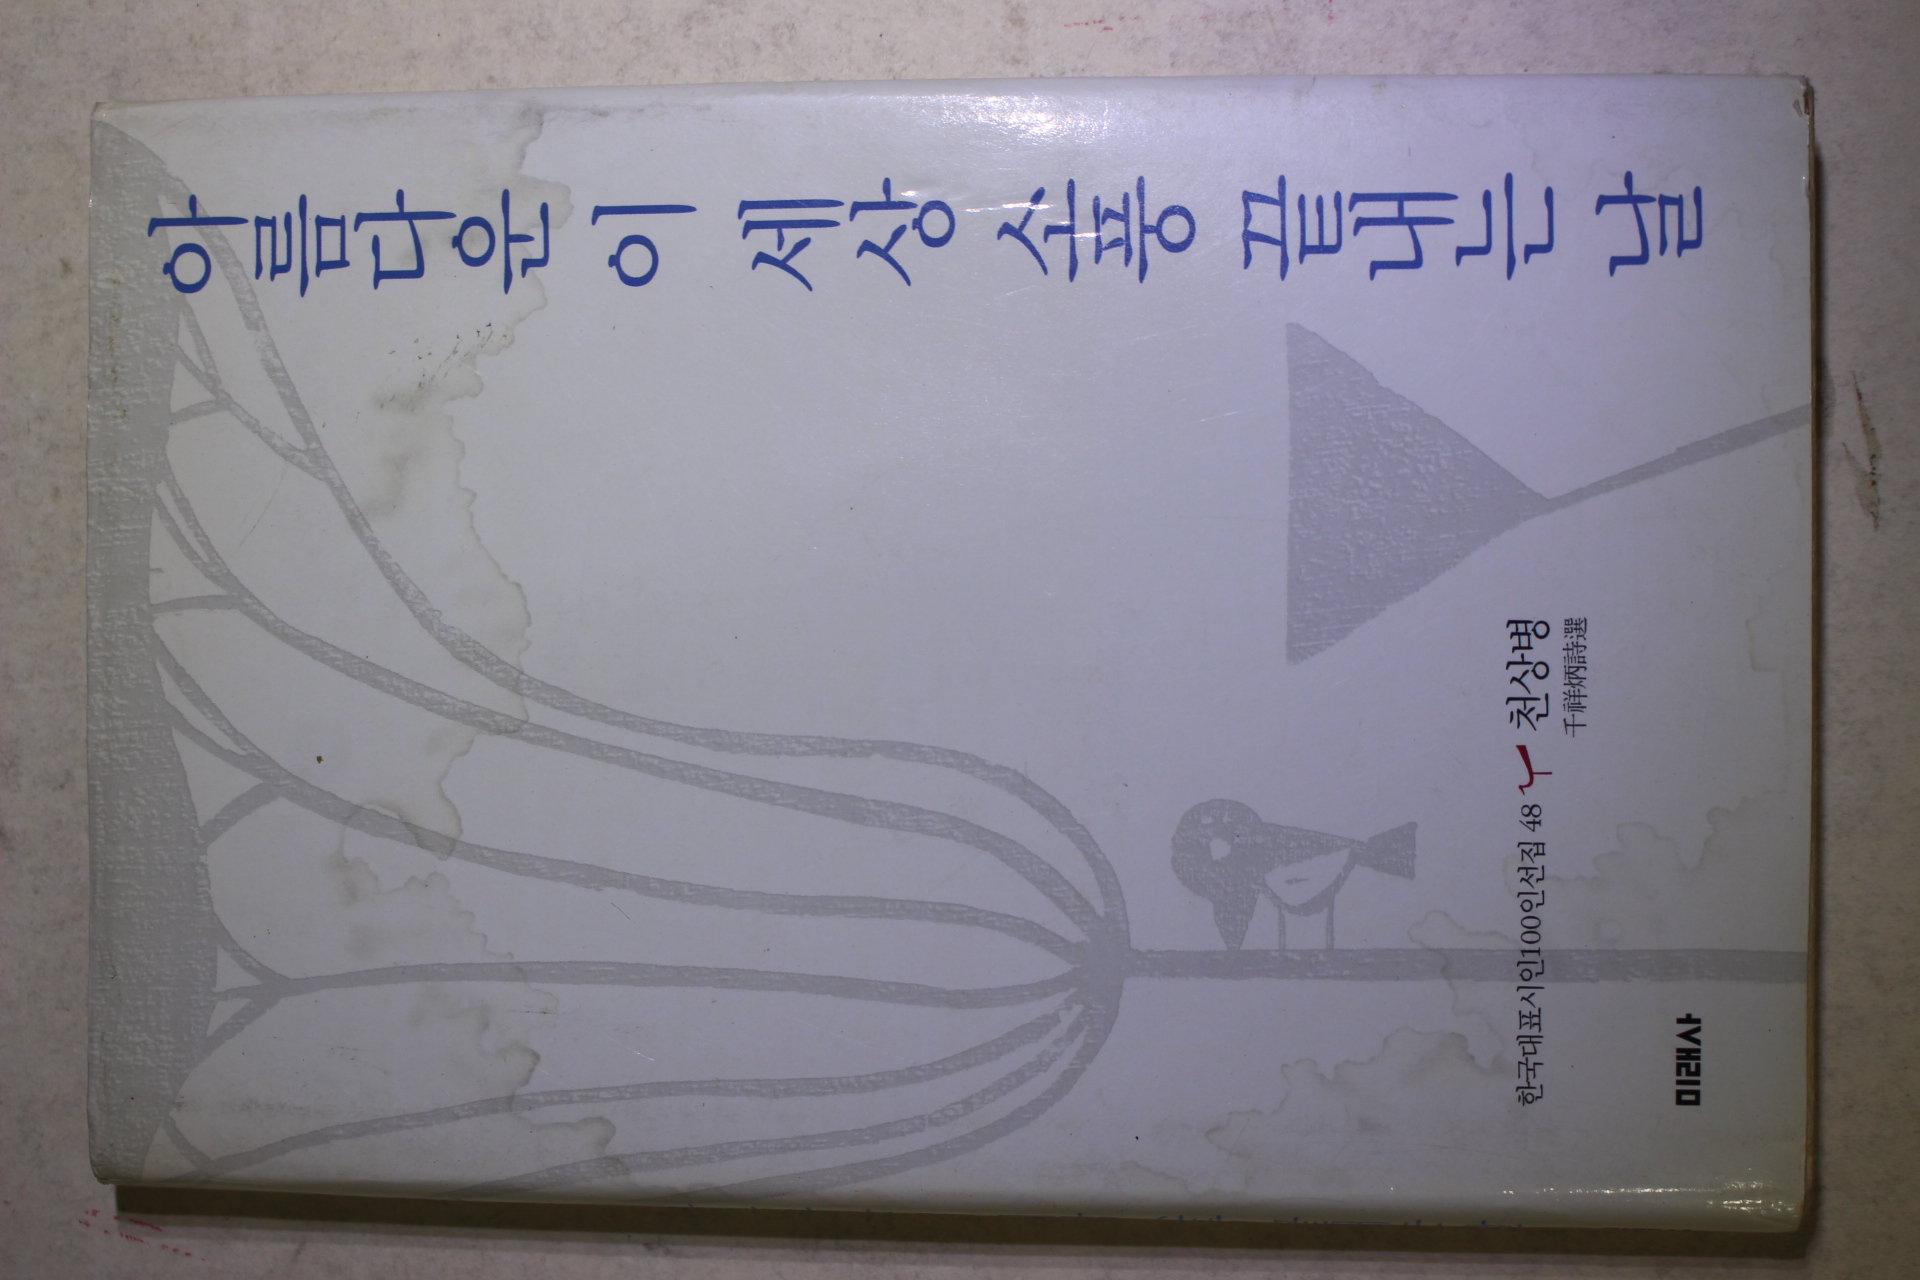 아름다운 이 세상 소풍 끝내는 날
한국대표시인100인선집 48 천상병
千祥炳詩選
미래사